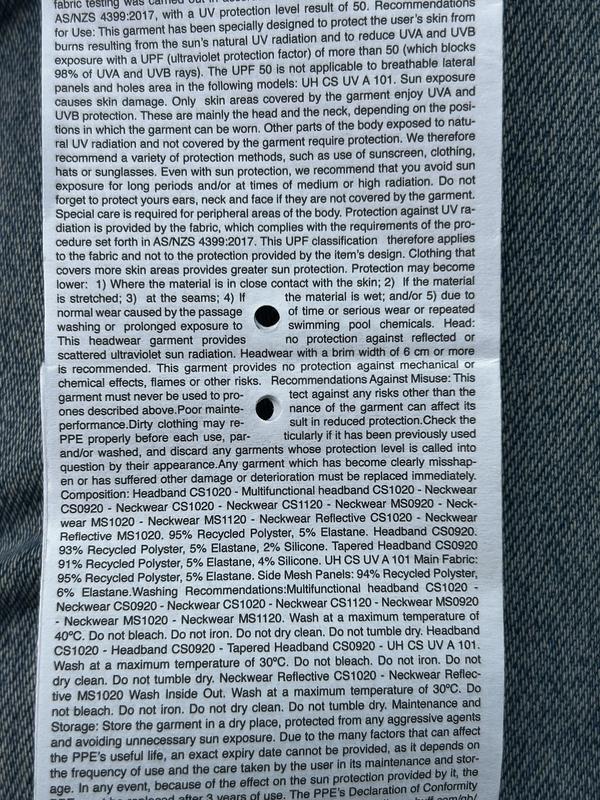 fabric testing was carried out in
AS/NZS 4399:2017, with a UV protection level result of 50. Recommendations
for Use: This garment has been specially designed to protect the user's skin from
burns resulting from the sun's natural UV radiation and to reduce UVA and UVB
exposure with a UPF (ultraviolet protection factor) of more than 50 (which blocks
98% of UVA and UVB rays). The UPF 50 is not applicable to breathable lateral
panels and holes area in the following models: UH CS UV A 101. Sun exposure
causes skin damage. Only skin areas covered by the garment enjoy UVA and
UVB protection. These are mainly the head and the neck, depending on the posi-
tions in which the garment can be worn. Other parts of the body exposed to natu-
ral UV radiation and not covered by the garment require protection. We therefore
recommend a variety of protection methods, such as use of sunscreen, clothing,
hats or sunglasses. Even with sun protection, we recommend that you avoid sun
exposure for long periods and/or at times of medium or high radiation. Do not
forget to protect yours ears, neck and face if they are not covered by the garment.
Special care is required for peripheral areas of the body. Protection against UV ra-
diation is provided by the fabric, which complies with the requirements of the pro-
cedure set forth in AS/NZS 4399:2017. This UPF classification therefore applies
to the fabric and not to the protection provided by the item's design. Clothing that
covers more skin areas provides greater sun protection. Protection may become
lower: 1) Where the material is in close contact with the skin; 2) If the material
is stretched; 3) at the seams; 4) If the material is wet; and/or 5) due to
normal wear caused by the passage of time or serious wear or repeated
washing or prolonged exposure to swimming pool chemicals. Head:
This headwear garment provides no protection against reflected or
scattered ultraviolet sun radiation. Headwear with a brim width of 6 cm or more
is recommended. This garment provides no protection against mechanical or
chemical effects, flames or other risks. Recommendations Against Misuse: This
garment must never be used to pro- tect against any risks other than the
ones described above.Poor mainte- nance of the garment can affect its
performance.Dirty clothing may re- sult in reduced protection.Check the
PPE properly before each use, par- ticularly if it has been previously used
and/or washed, and discard any garments whose protection level is called into
question by their appearance.Any garment which has become clearly misshap-
en or has suffered other damage or deterioration must be replaced immediately.
Composition: Headband CS1020 - Multifunctional headband CS1020 - Neckwear
CS0920 - Neckwear CS1020 - Neckwear CS1120 - Neckwear MS0920 - Neck-
wear MS1020 - Neckwear MS1120 - Neckwear Reflective CS1020 - Neckwear
Reflective MS1020. 95% Recycled Polyster, 5% Elastane. Headband CS0920.
93% Recycled Polyster, 5% Elastane, 2% Silicone. Tapered Headband CS0920
91% Recycled Polyster, 5% Elastane, 4% Silicone. UH CS UV A 101 Main Fabric:
95% Recycled Polyster, 5% Elastane. Side Mesh Panels: 94% Recycled Polyster,
6% Elastane.Washing Recommendations:Multifunctional headband CS1020 -
Neckwear CS0920 - Neckwear CS1020 - Neckwear CS1120 - Neckwear MS0920
- Neckwear MS1020 - Neckwear MS1120. Wash at a maximum temperature of
40ºC. Do not bleach. Do not iron. Do not dry clean. Do not tumble dry. Headband
CS1020 - Headband CS0920 - Tapered Headband CS0920 - UH CS UV A 101.
Wash at a maximum temperature of 30ºC. Do not bleach. Do not iron. Do not
dry clean. Do not tumble dry. Neckwear Reflective CS1020 - Neckwear Reflec-
tive MS1020 Wash Inside Out. Wash at a maximum temperature of 30ºC. Do
not bleach. Do not iron. Do not dry clean. Do not tumble dry. Maintenance and
Storage: Store the garment in a dry place, protected from any aggressive agents
and avoiding unnecessary sun exposure. Due to the many factors that can affect
the PPE's useful life, an exact expiry date cannot be provided, as it depends on
the frequency of use and the care taken by the user in its maintenance and stor-
age. In any event, because of the effect on the sun protection provided by it, the
PPE must be replaced after 3 years of use. The PPE's Declaration of Conformity